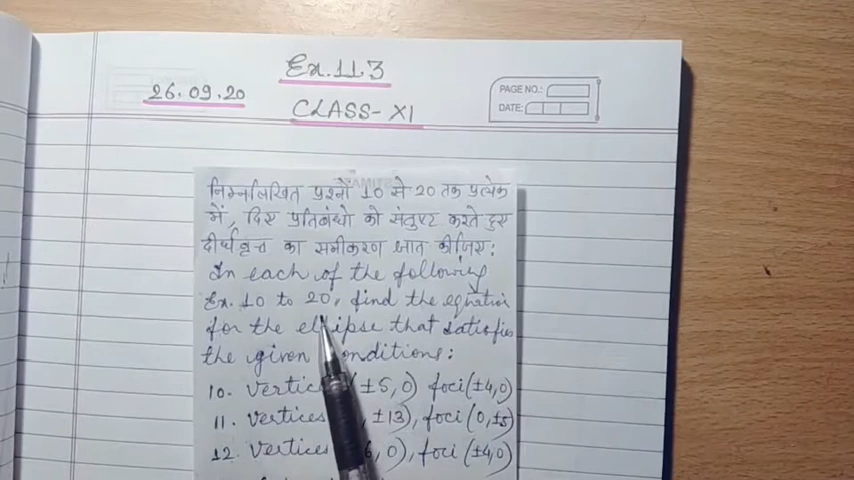 Ex.11.3
26.09.20
CLASS-XI
PAGE NO.:
DATE:
निम्नलिखित प्रश्नों 10 से 20 तक प्रत्येक
में, दिए प्रतिबंधो को संतुष्ट करते हुए
दीर्घवृत्त का समीकरण ज्ञात कीजिए:
In each of the following
Ex. 10 to 20, find the equation
for the ellipse that satisfies
the given conditions:
10. Vertices (±5,0) foci (±4,0)
11. Vertices ±13), foci (0,±5)
12. Vertices 6, 0), foci (±4,0)